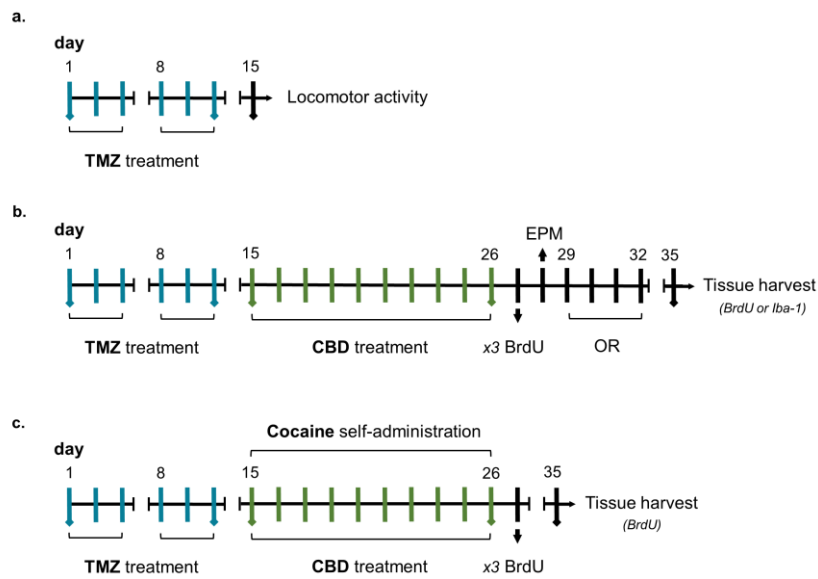 a.
day
1 8 15
Locomotor activity
TMZ treatment
b.
EPM
day
1 8 15 26 29 32 35
Tissue harvest
(BrdU or Iba-1)
TMZ treatment CBD treatment x3 BrdU OR
c.
Cocaine self-administration
day
1 8 15 26 35
Tissue harvest
(BrdU)
TMZ treatment CBD treatment x3 BrdU